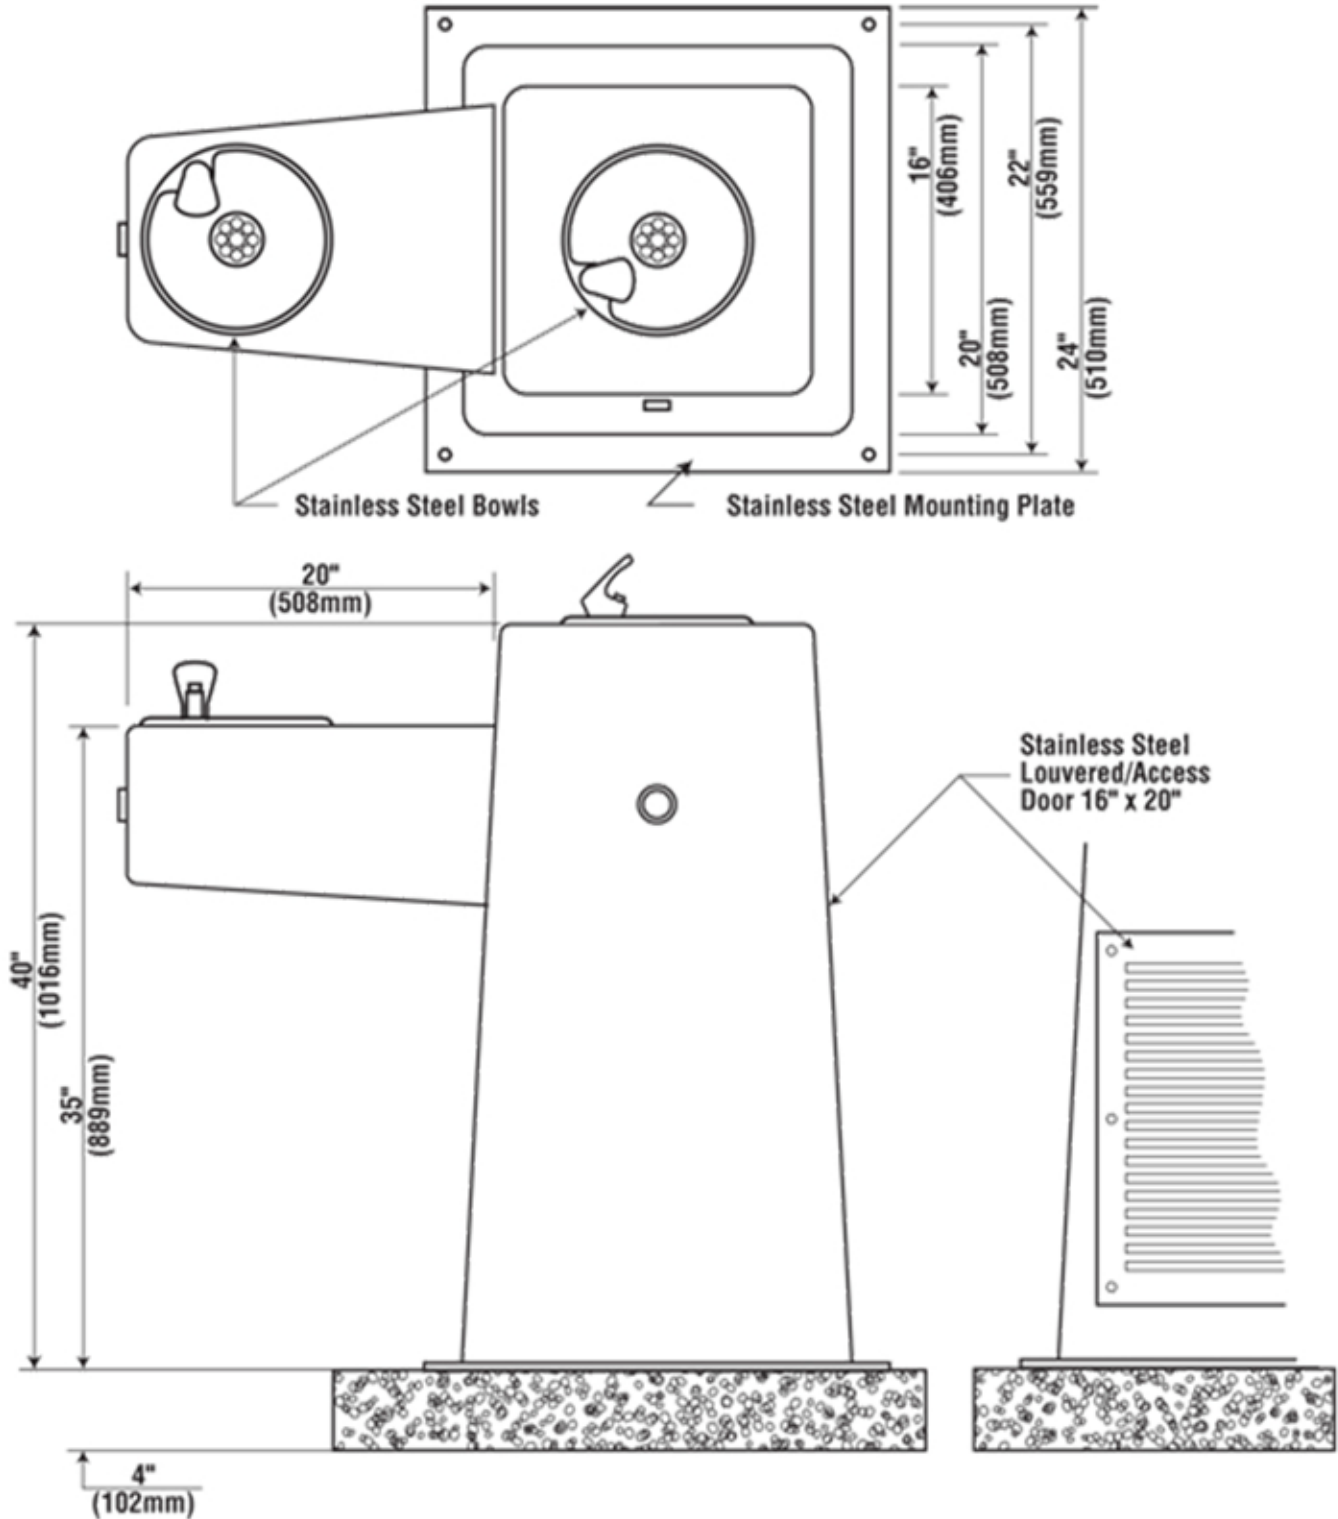 16"
(406mm)
22"
(559mm)
20"
(508mm)
24"
(510mm)
Stainless Steel Bowls
Stainless Steel Mounting Plate
20"
(508mm)
Stainless Steel
Louvered/Access
Door 16" x 20"
40"
(1016mm)
35"
(889mm)
4"
(102mm)